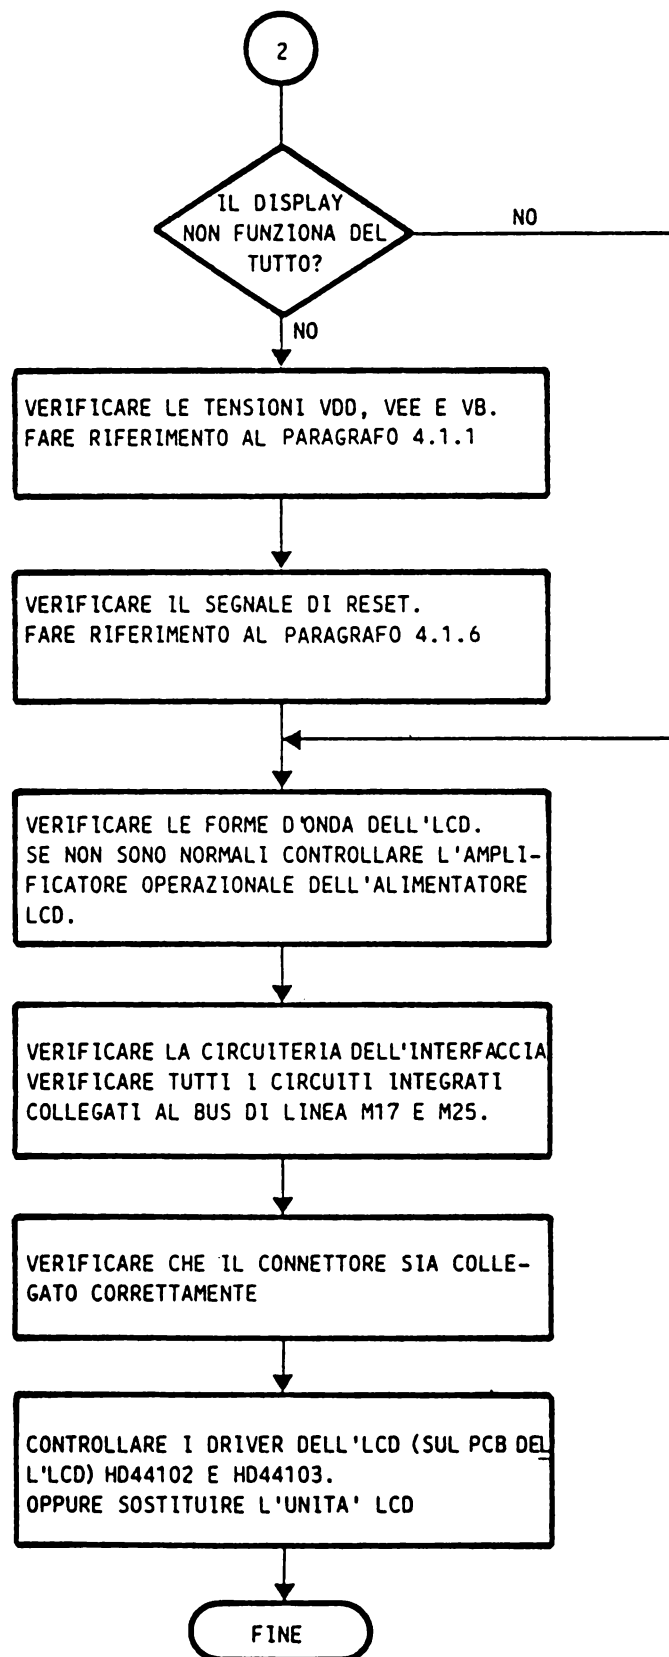 2
IL DISPLAY
NON FUNZIONA DEL
TUTTO?
NO
NO
VERIFICARE LE TENSIONI VDD, VEE E VB.
FARE RIFERIMENTO AL PARAGRAFO 4.1.1
VERIFICARE IL SEGNALE DI RESET.
FARE RIFERIMENTO AL PARAGRAFO 4.1.6
VERIFICARE LE FORME D'ONDA DELL'LCD.
SE NON SONO NORMALI CONTROLLARE L'AMPLI-
FICATORE OPERAZIONALE DELL'ALIMENTATORE
LCD.
VERIFICARE LA CIRCUITERIA DELL'INTERFACCIA
VERIFICARE TUTTI I CIRCUITI INTEGRATI
COLLEGATI AL BUS DI LINEA M17 E M25.
VERIFICARE CHE IL CONNETTORE SIA COLLE-
GATO CORRETTAMENTE
CONTROLLARE I DRIVER DELL'LCD (SUL PCB DEL
L'LCD) HD44102 E HD44103.
OPPURE SOSTITUIRE L'UNITA' LCD
FINE